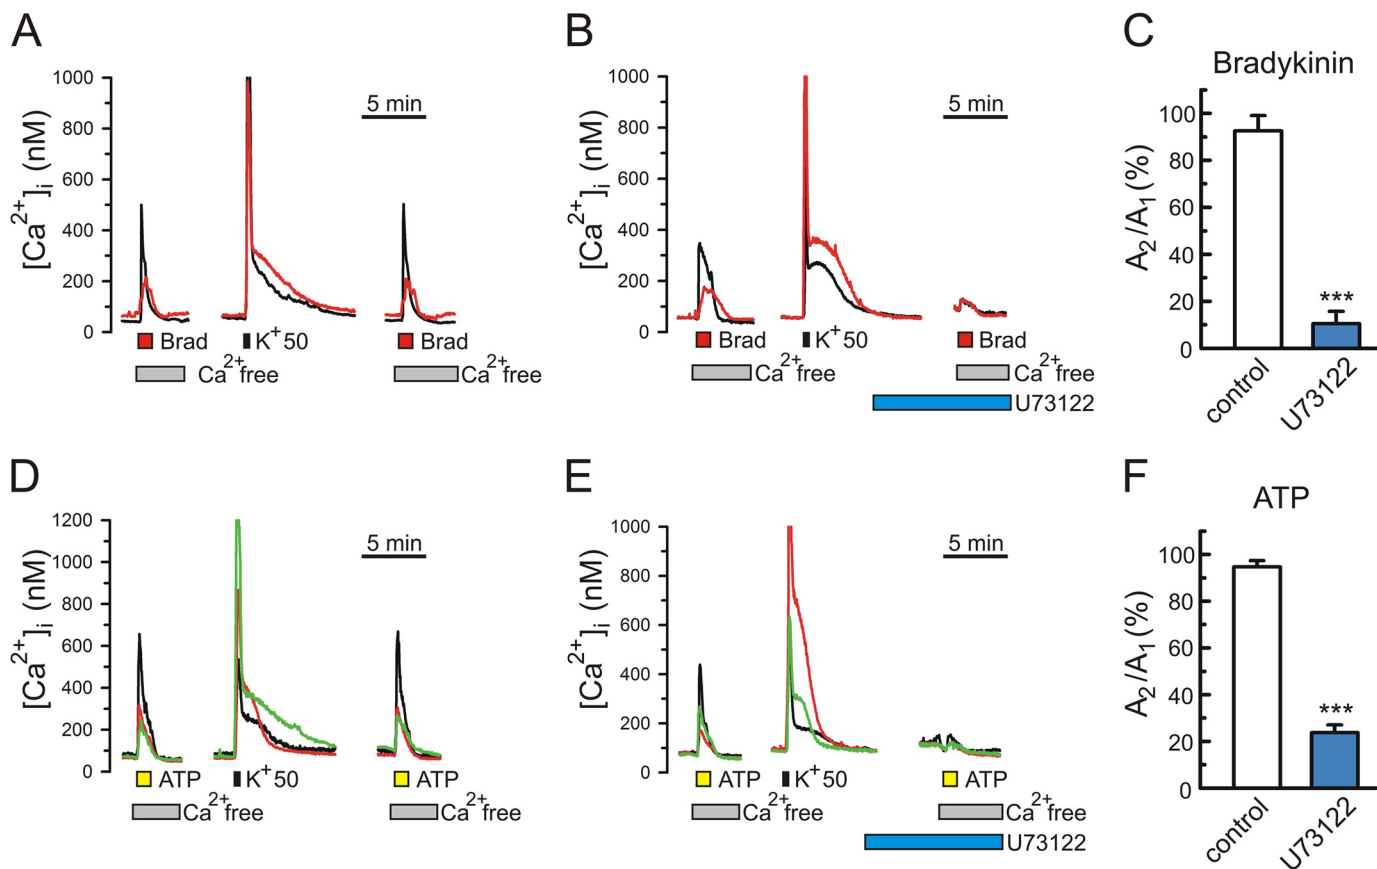 A
[Ca2+]i (nM)
1000
800
600
400
200
0
5 min
Brad
K+50
Brad
Ca2+free
Ca2+free
B
[Ca2+]i (nM)
1000
800
600
400
200
0
5 min
Brad
K+50
Brad
Ca2+free
Ca2+free
U73122
C
Bradykinin
A2/A1(%)
100
80
60
40
20
0
***
control
U73122
D
[Ca2+]i (nM)
1200
1000
800
600
400
200
0
5 min
ATP
K+50
ATP
Ca2+free
Ca2+free
E
[Ca2+]i (nM)
1000
800
600
400
200
0
5 min
ATP
K+50
ATP
Ca2+free
Ca2+free
U73122
F
ATP
A2/A1(%)
100
80
60
40
20
0
***
control
U73122